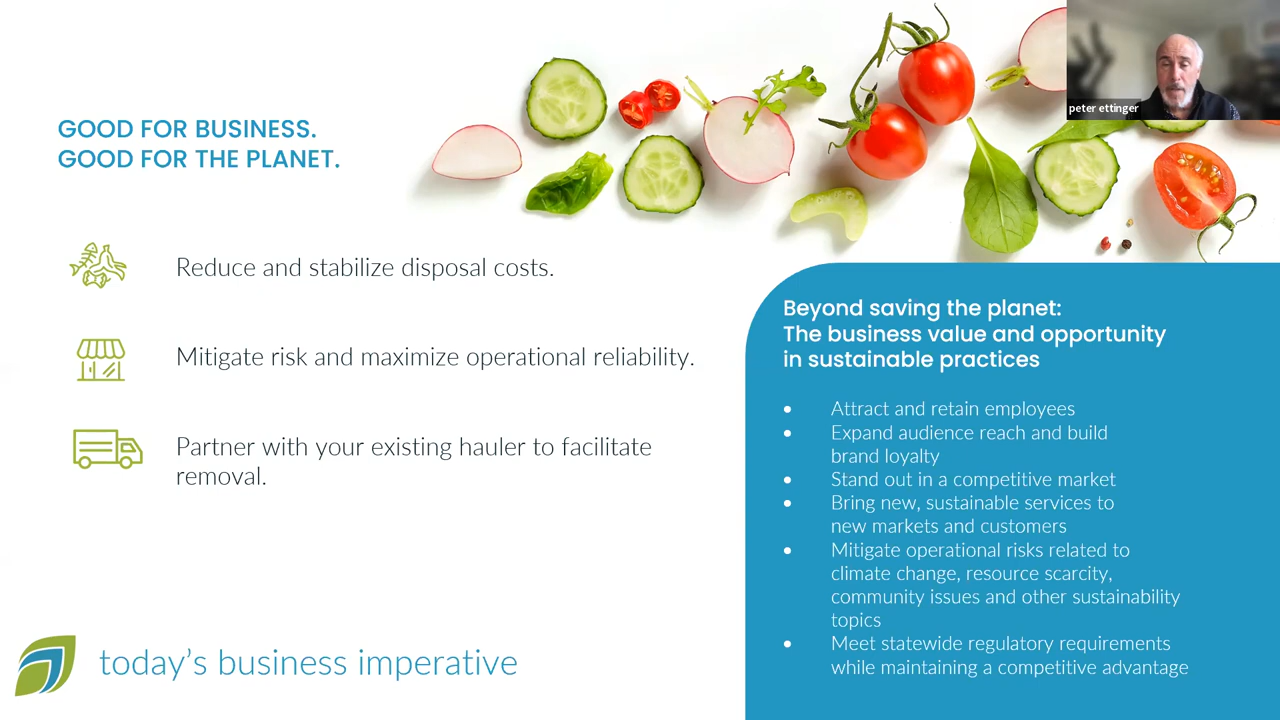 peter ettinger
GOOD FOR BUSINESS.
GOOD FOR THE PLANET.
Reduce and stabilize disposal costs.
Mitigate risk and maximize operational reliability.
Partner with your existing hauler to facilitate
removal.
today's business imperative
Beyond saving the planet:
The business value and opportunity
in sustainable practices
• Attract and retain employees
• Expand audience reach and build
brand loyalty
• Stand out in a competitive market
• Bring new, sustainable services to
new markets and customers
• Mitigate operational risks related to
climate change, resource scarcity,
community issues and other sustainability
topics
• Meet statewide regulatory requirements
while maintaining a competitive advantage